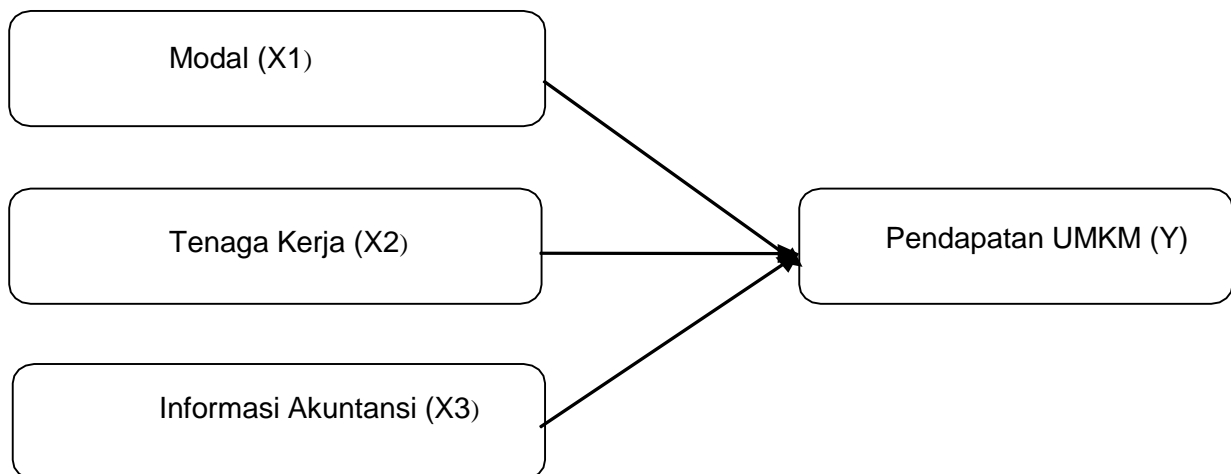 Modal (X1)
Tenaga Kerja (X2)
Pendapatan UMKM (Y)
Informasi Akuntansi (X3)